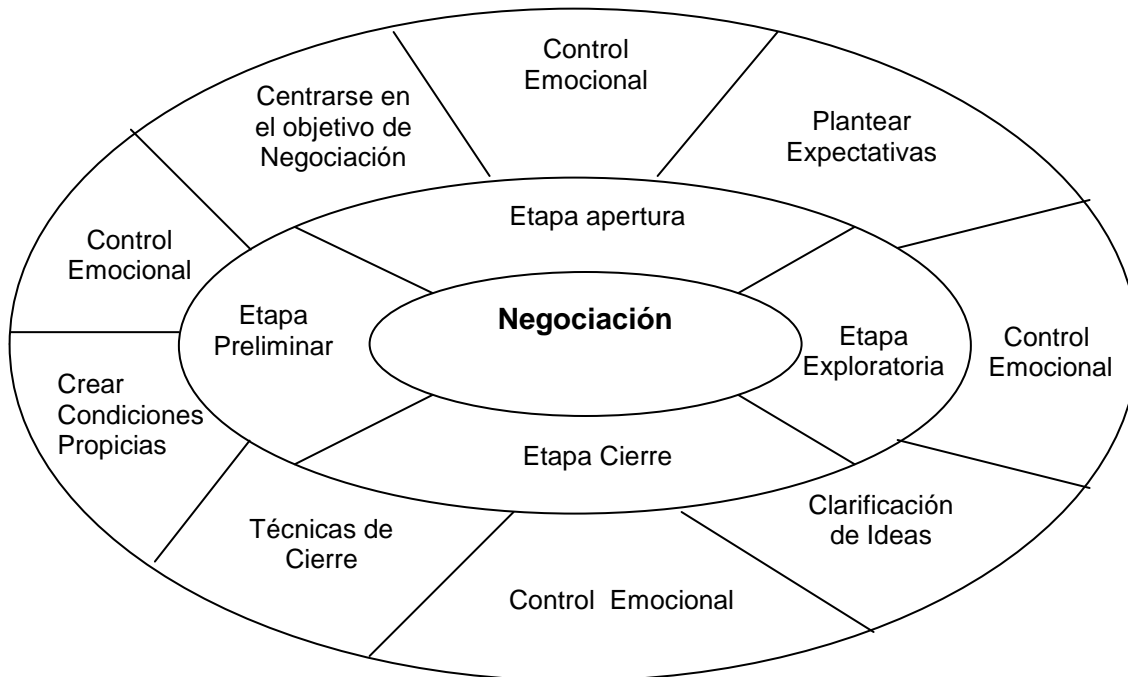 Control
Emocional
Centrarse en
el objetivo de
Negociación
Plantear
Expectativas
Etapa apertura
Control
Emocional
Negociación
Etapa
Preliminar
Etapa
Exploratoria
Control
Emocional
Crear
Condiciones
Propicias
Etapa Cierre
Clarificación
de Ideas
Técnicas de
Cierre
Control Emocional